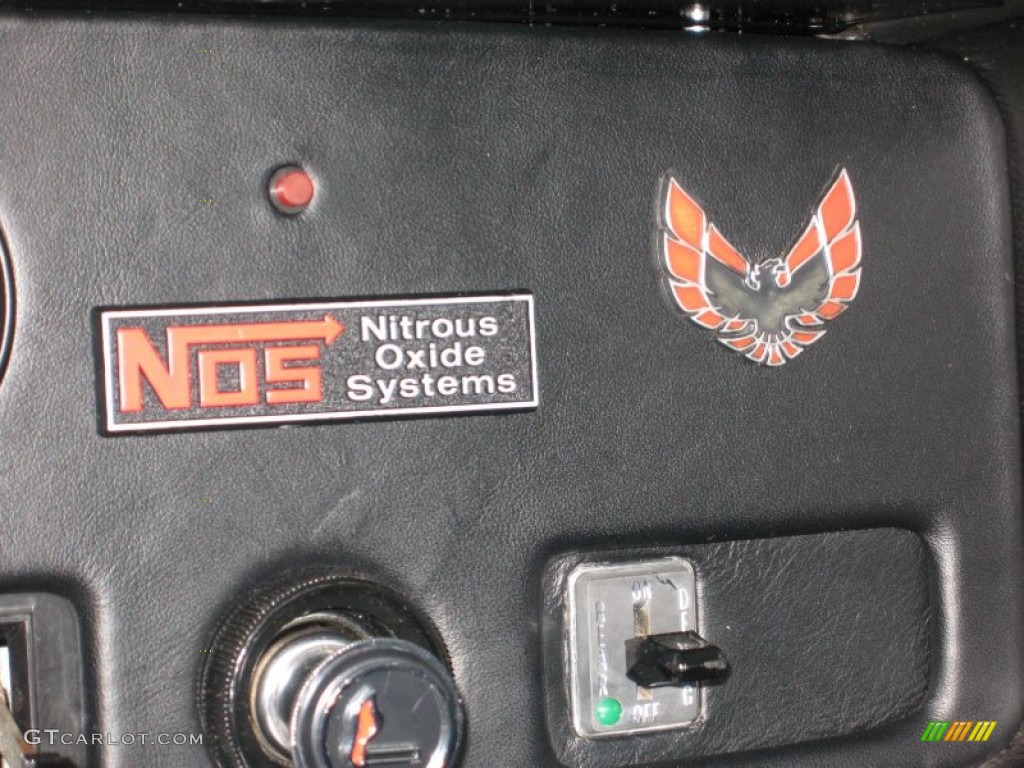 NOS
Nitrous
Oxide
Systems
ON
OFF
GTCARLOT.COM